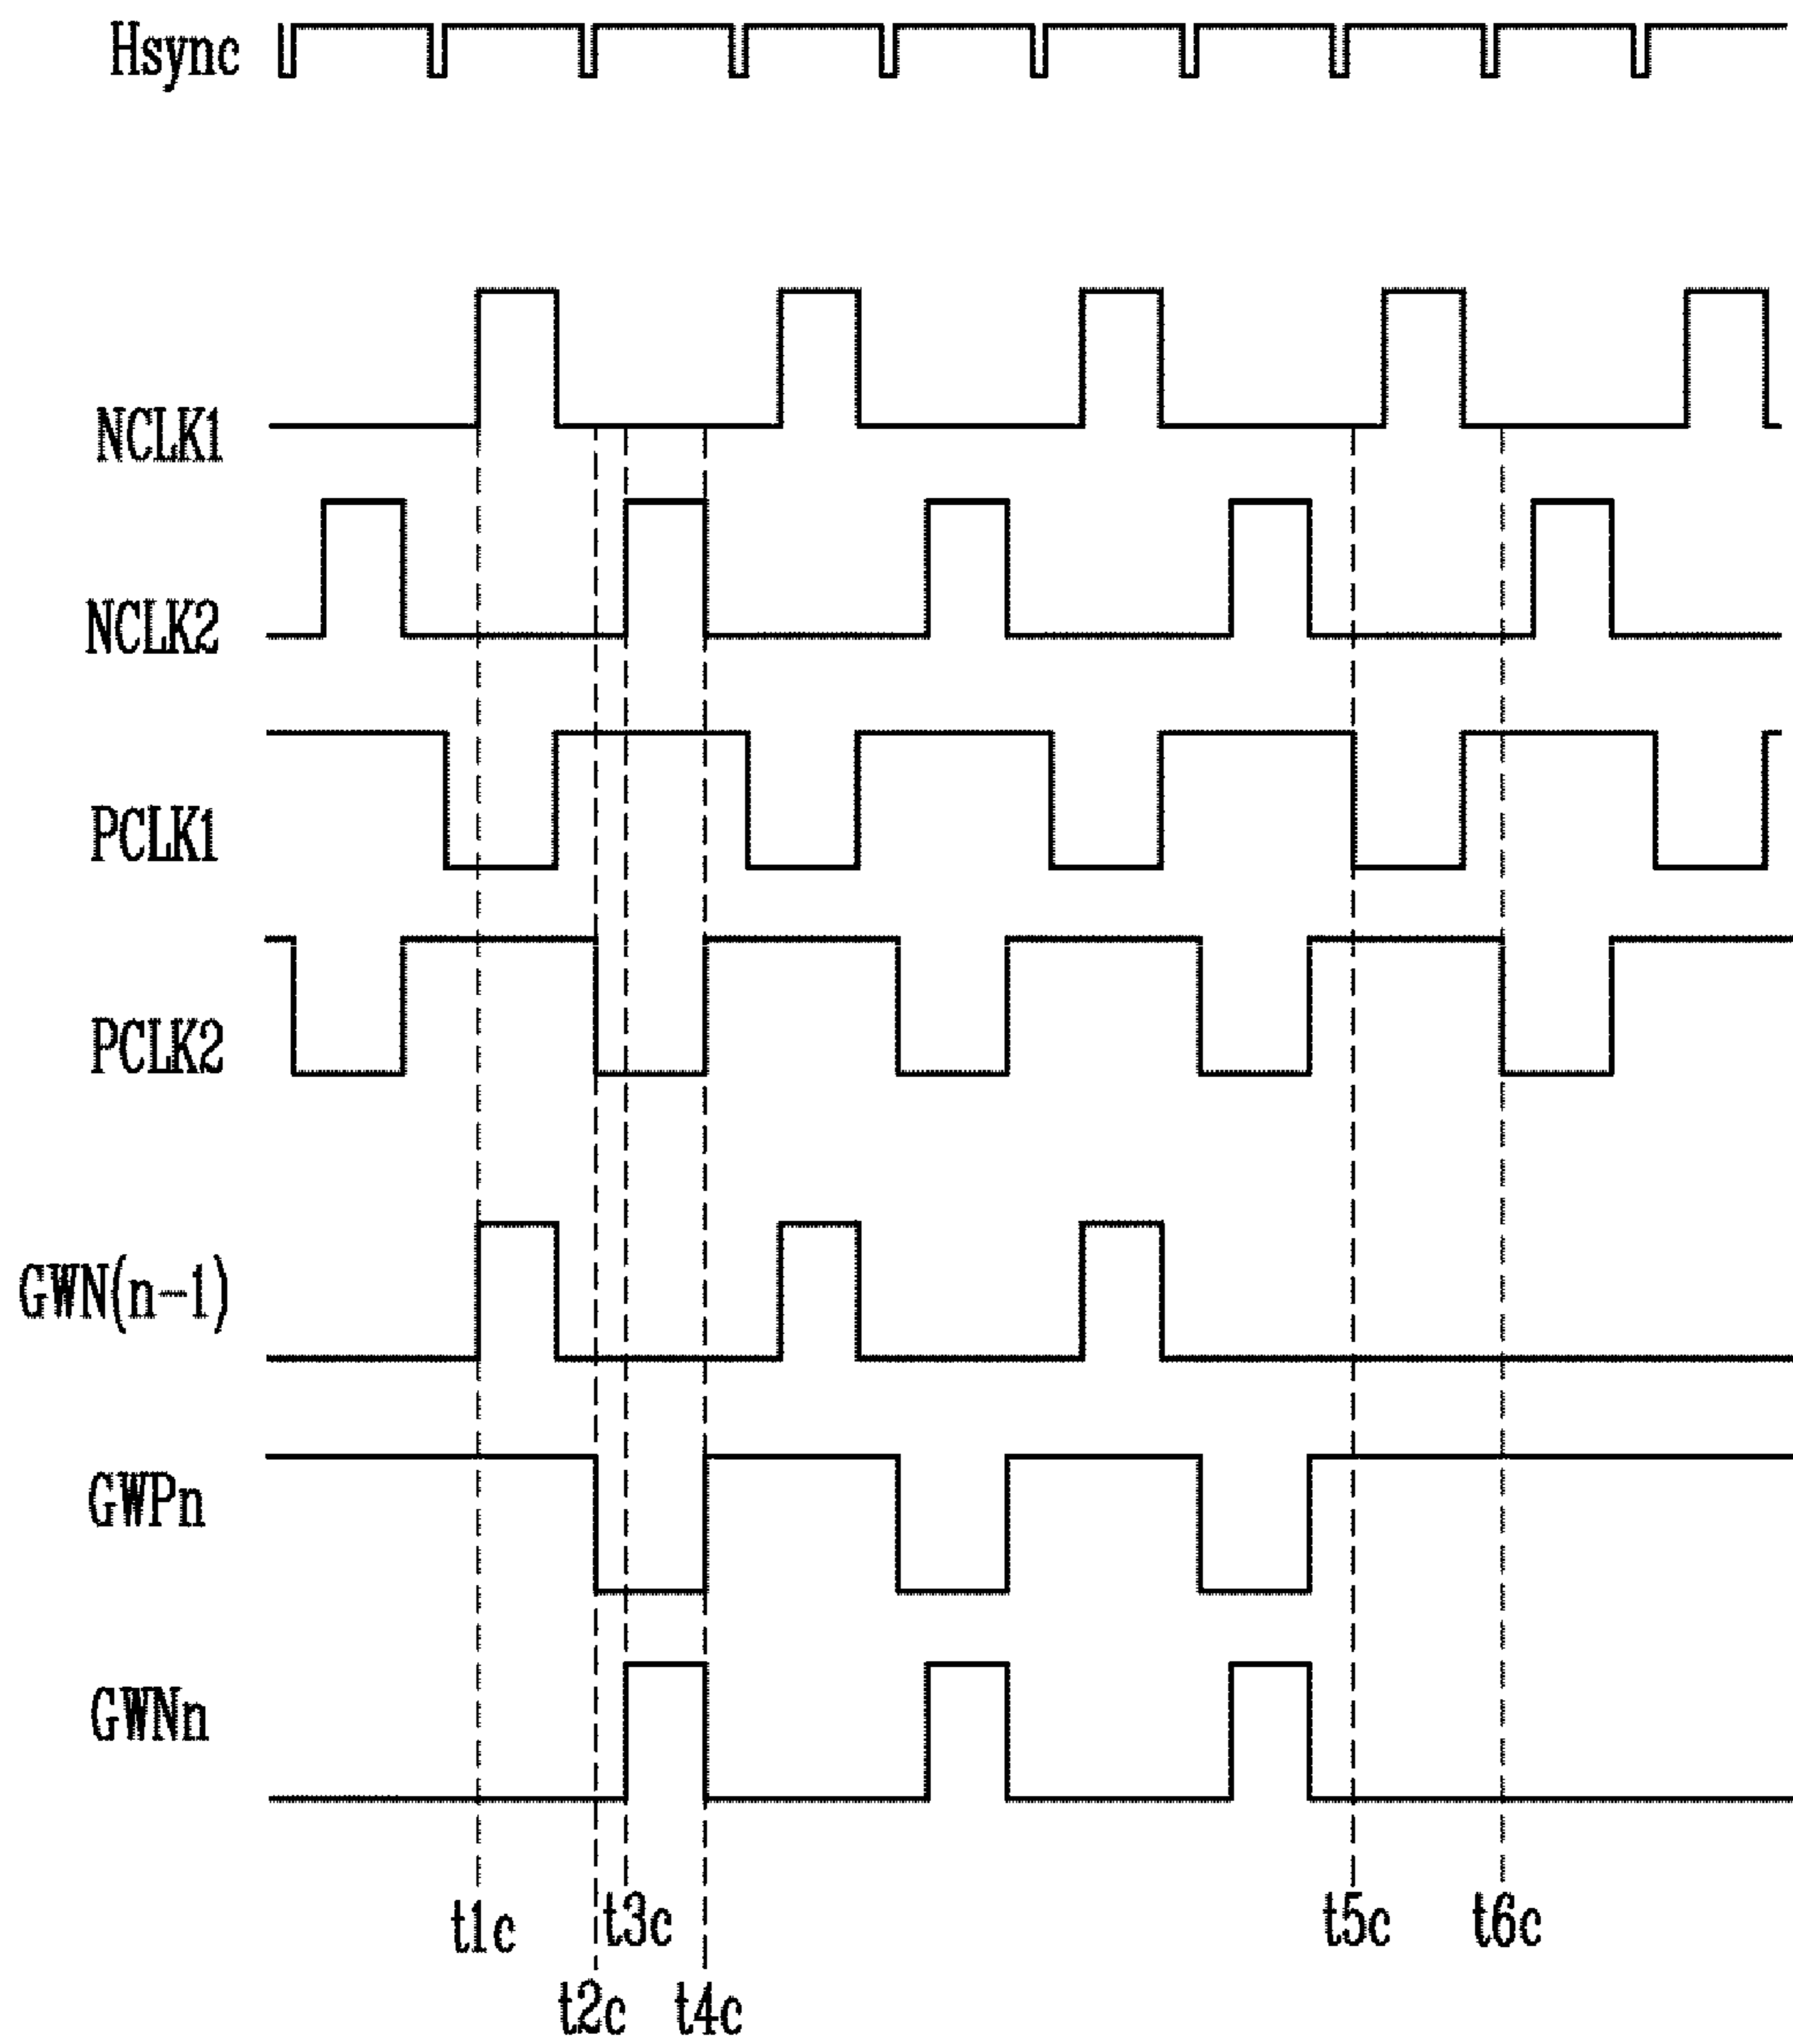 Hsync
NCLK1
NCLK2
PCLK1
PCLK2
GWN(n-1)
GWPn
GWNn
t1c
t3c
t5c
t6c
t2c
t4c